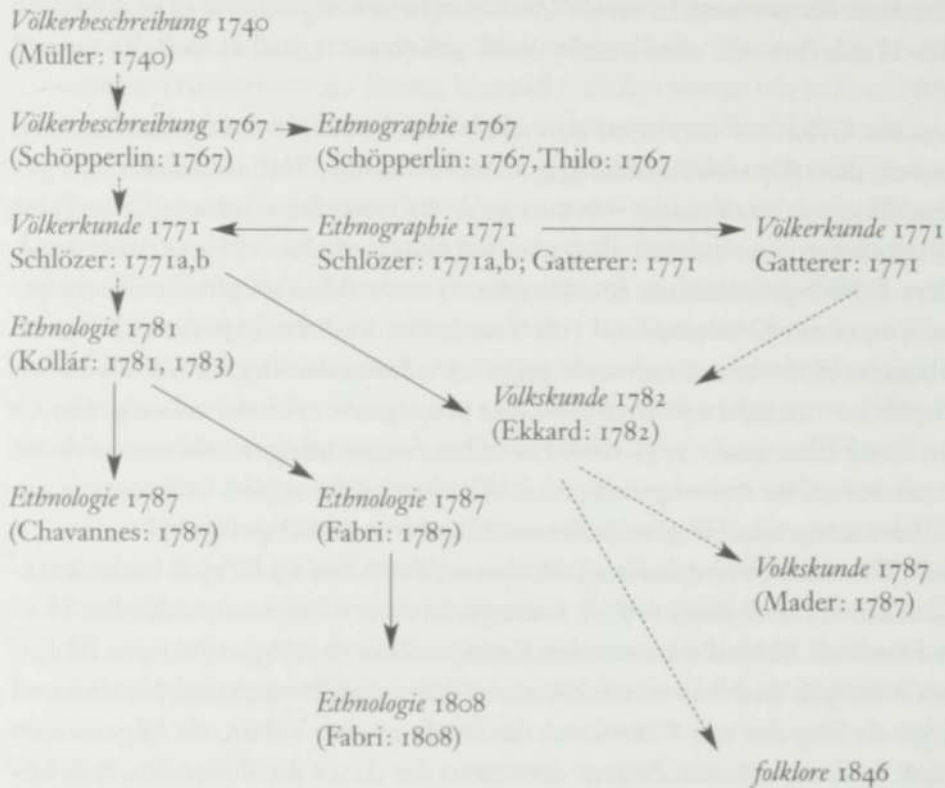 Völkerbeschreibung 1740
(Müller: 1740)
Völkerbeschreibung 1767
(Schöpperlin: 1767)
Ethnographie 1767
(Schöpperlin: 1767, Thilo: 1767
Völkerkunde 1771
Schlözer: 1771a,b
Ethnographie 1771
Schlözer: 1771a,b; Gatterer: 1771
Völkerkunde 1771
Gatterer: 1771
Ethnologie 1781
(Kollár: 1781, 1783)
Volkskunde 1782
(Ekkard: 1782)
Ethnologie 1787
(Chavannes: 1787)
Ethnologie 1787
(Fabri: 1787)
Volkskunde 1787
(Mader: 1787)
Ethnologie 1808
(Fabri: 1808)
folklore 1846